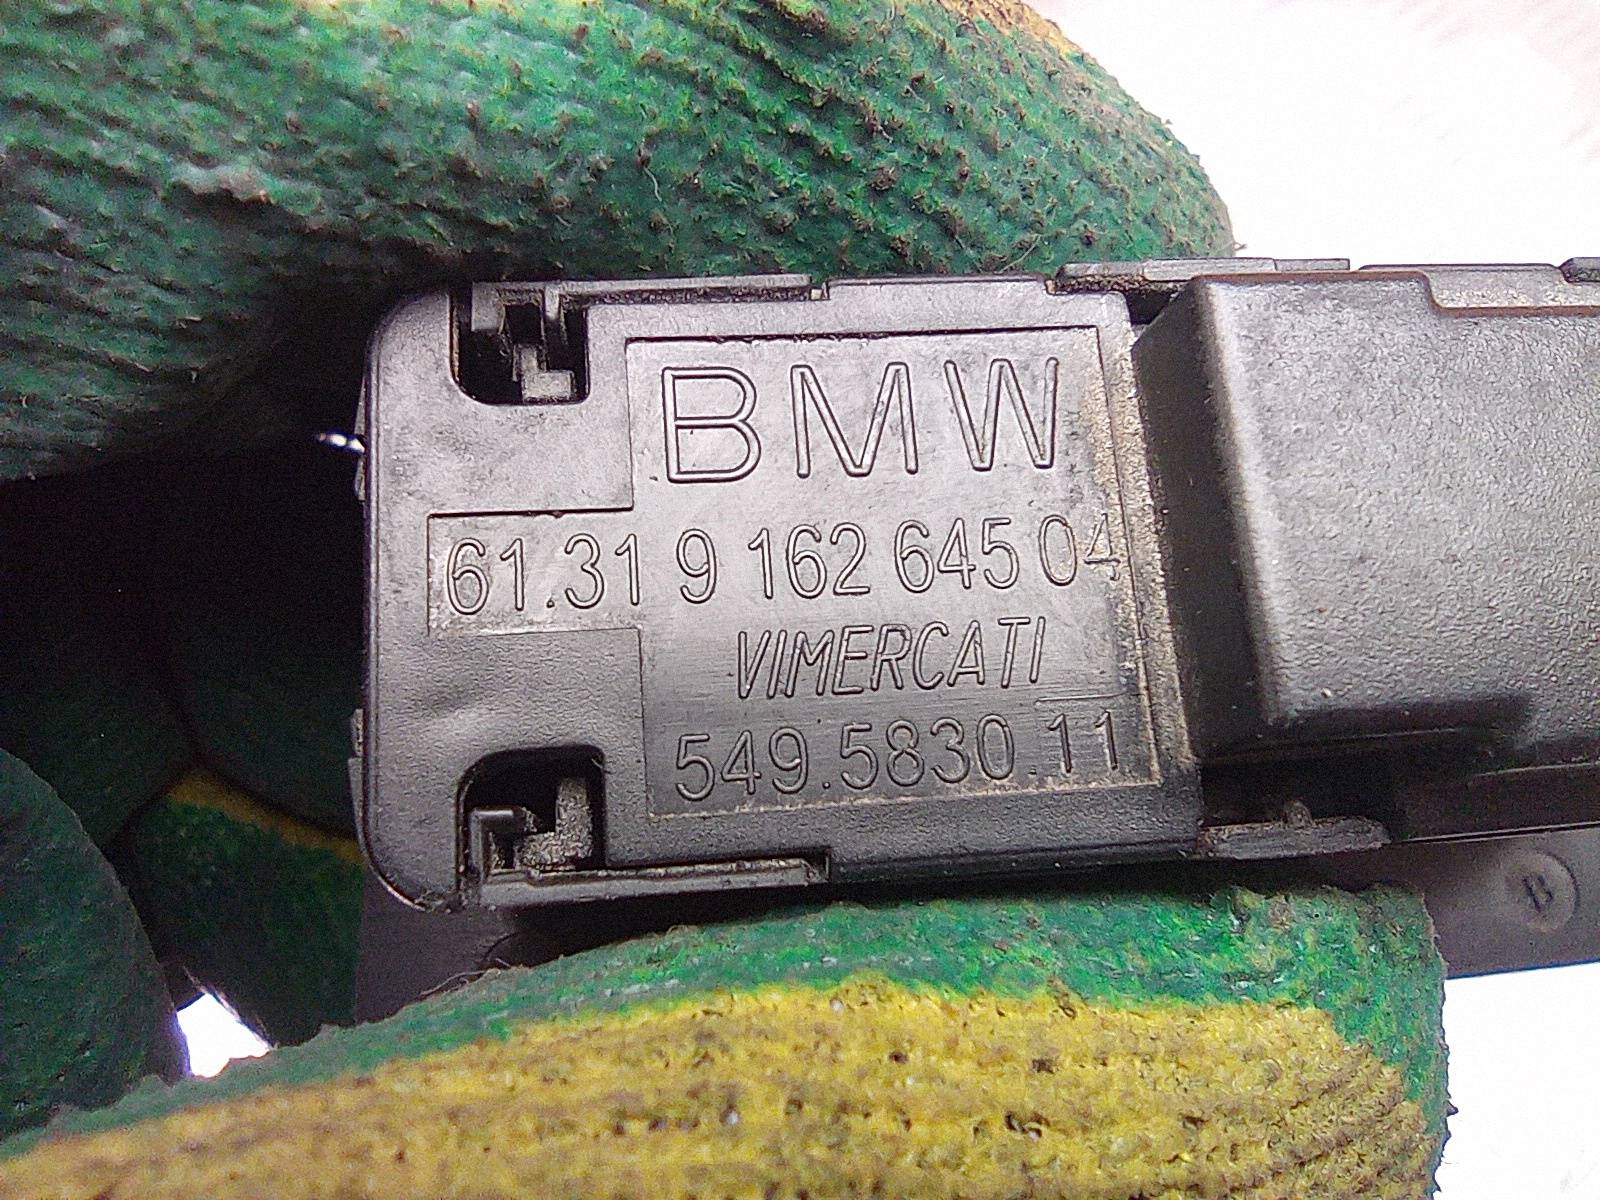 BMW
61.31 9 162 645 04
VIMERCATI
549.5830.11
B